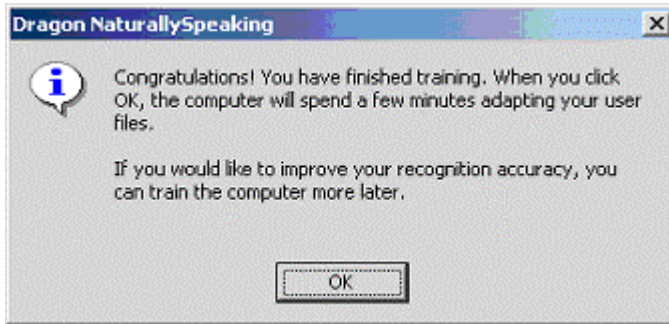 Dragon NaturallySpeaking
Congratulations! You have finished training. When you click
OK, the computer will spend a few minutes adapting your user
files.
If you would like to improve your recognition accuracy, you
can train the computer more later.
OK